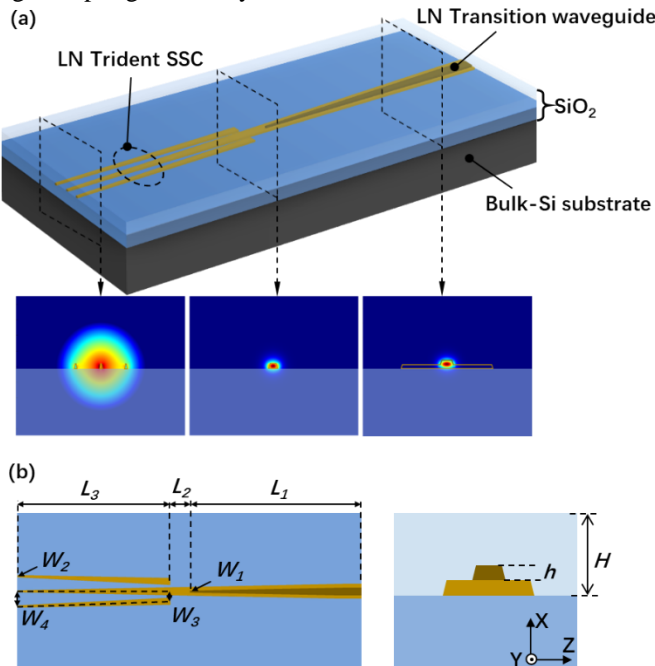 (a)
LN Transition waveguide
LN Trident SSC
SiO2
Bulk-Si substrate
(b)
L3
L2
L1
W2
W1
W4
W3
h
H
X
Y
Z